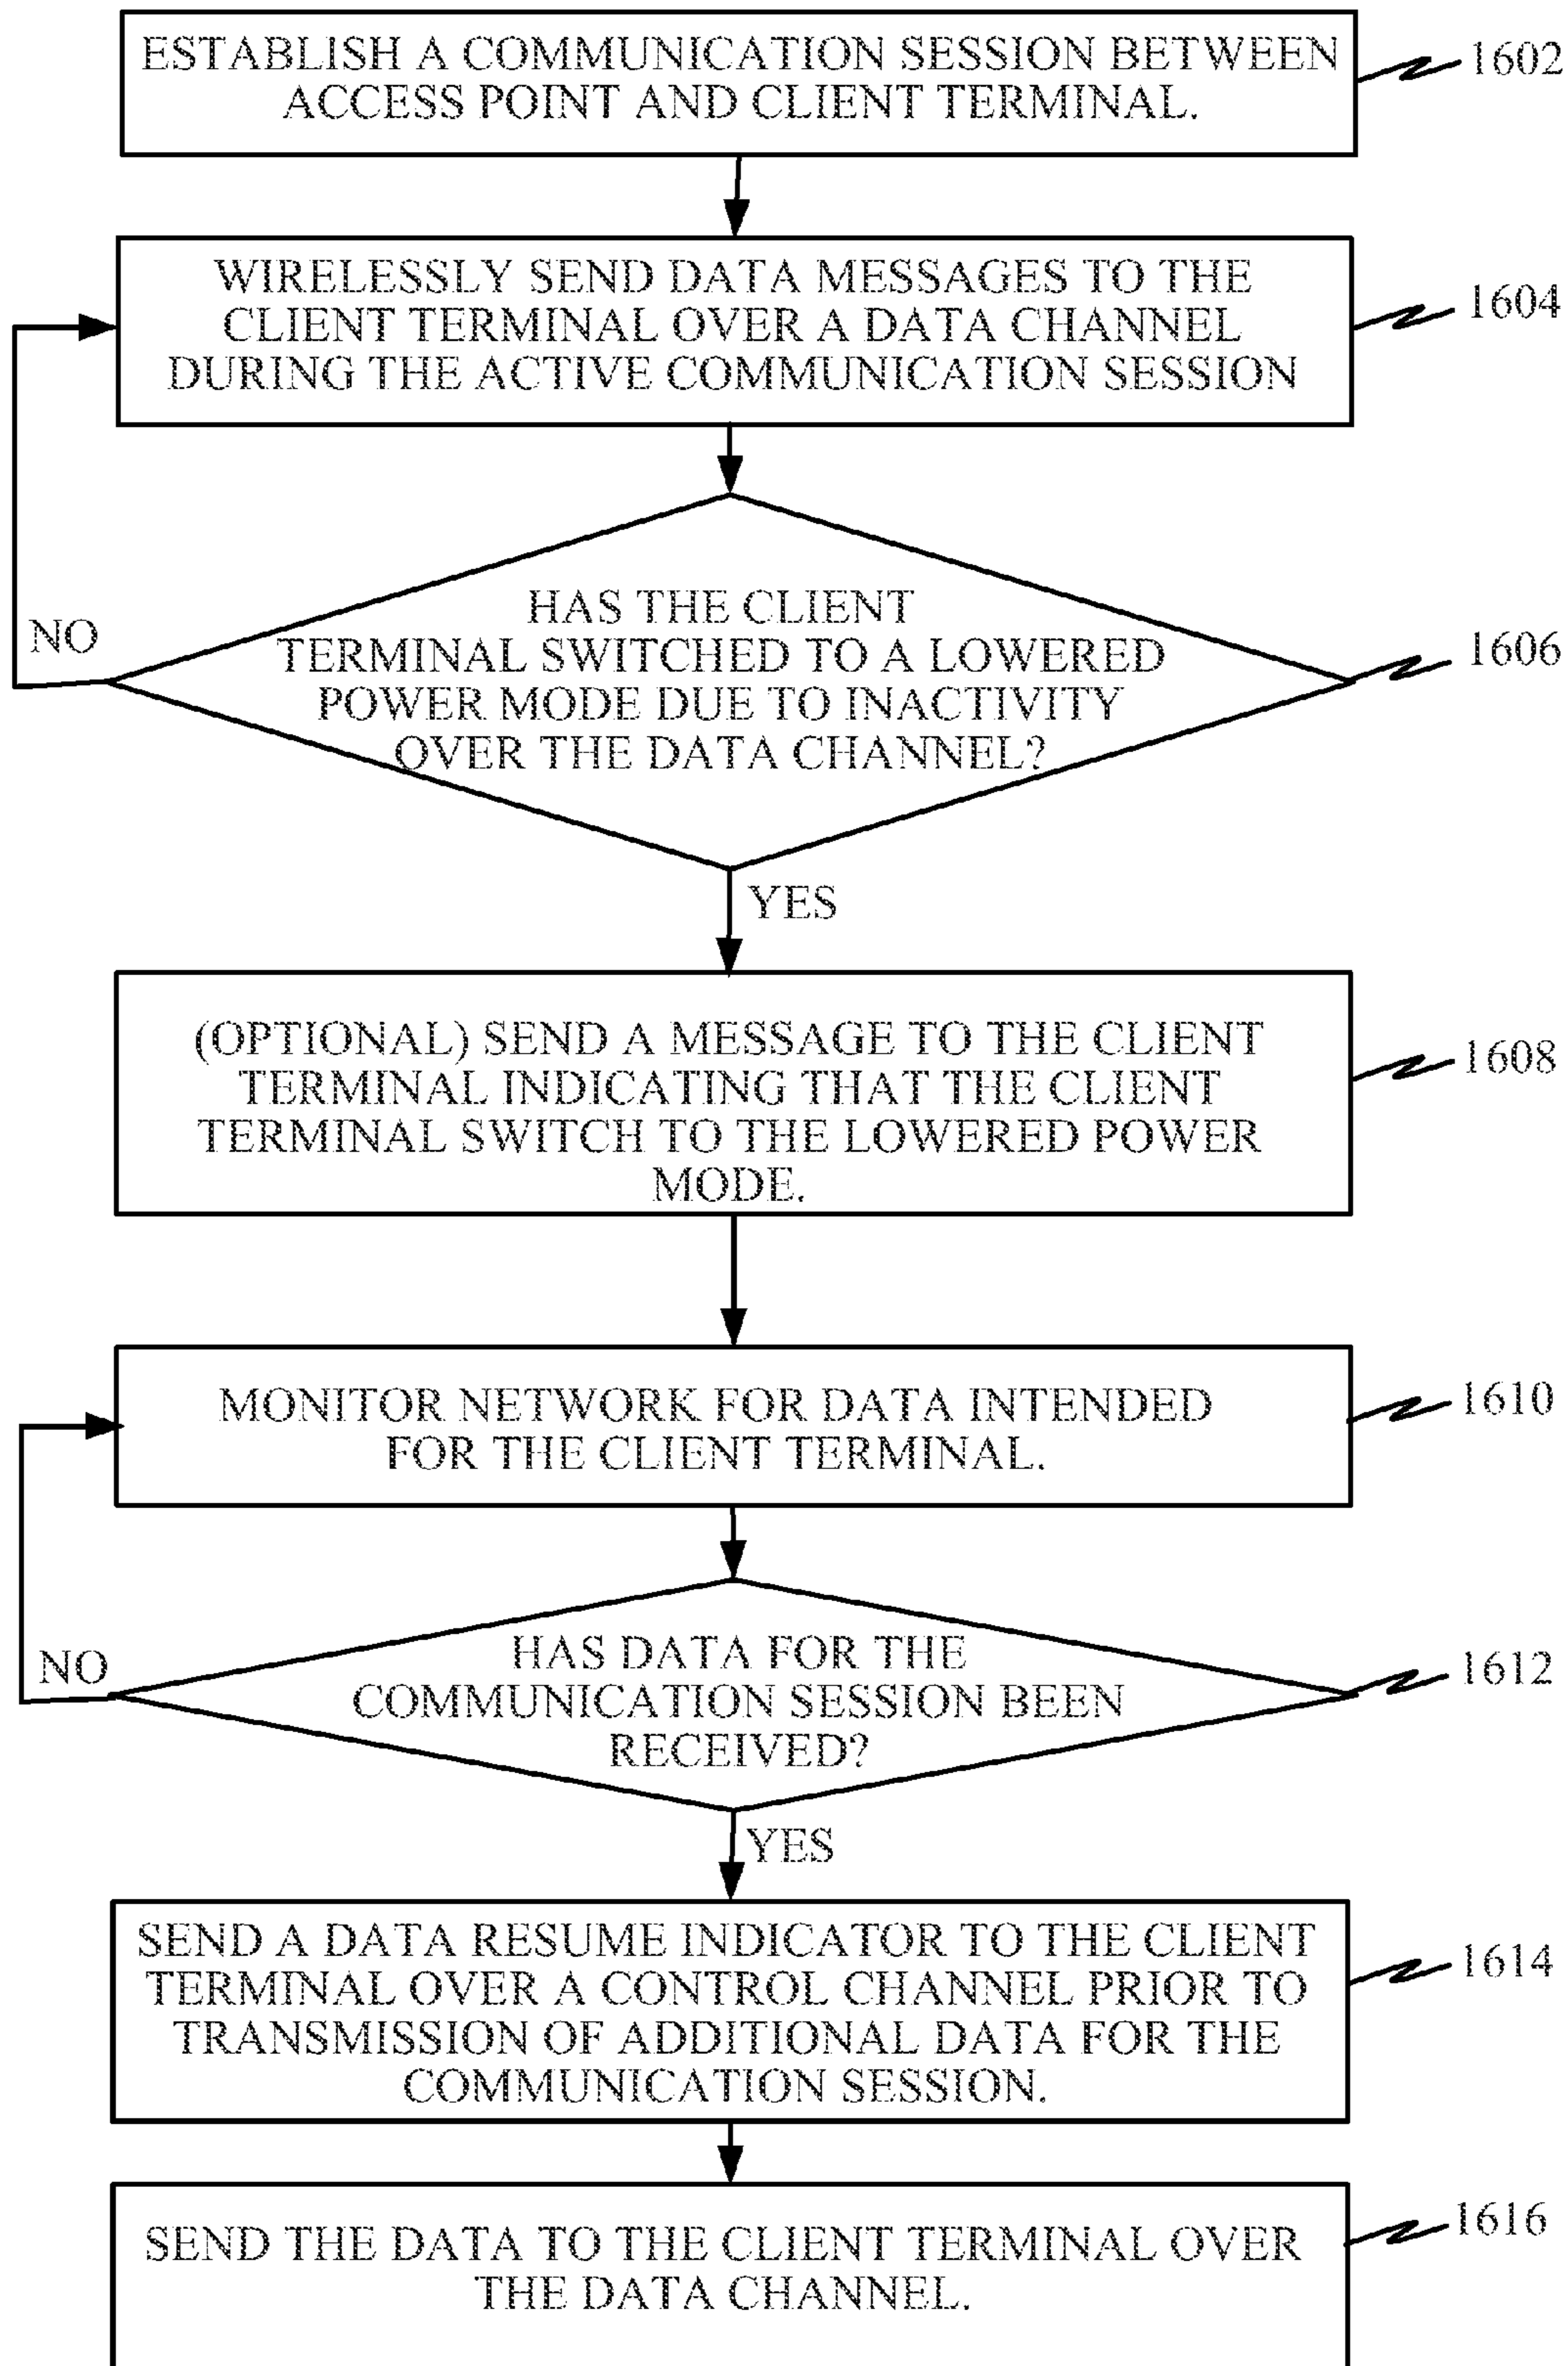 ESTABLISH A COMMUNICATION SESSION BETWEEN
ACCESS POINT AND CLIENT TERMINAL.
1602
WIRELESSLY SEND DATA MESSAGES TO THE
CLIENT TERMINAL OVER A DATA CHANNEL
DURING THE ACTIVE COMMUNICATION SESSION
1604
HAS THE CLIENT
TERMINAL SWITCHED TO A LOWERED
POWER MODE DUE TO INACTIVITY
OVER THE DATA CHANNEL?
NO
1606
YES
(OPTIONAL) SEND A MESSAGE TO THE CLIENT
TERMINAL INDICATING THAT THE CLIENT
TERMINAL SWITCH TO THE LOWERED POWER
MODE.
1608
MONITOR NETWORK FOR DATA INTENDED
FOR THE CLIENT TERMINAL.
1610
HAS DATA FOR THE
COMMUNICATION SESSION BEEN
RECEIVED?
NO
1612
YES
SEND A DATA RESUME INDICATOR TO THE CLIENT
TERMINAL OVER A CONTROL CHANNEL PRIOR TO
TRANSMISSION OF ADDITIONAL DATA FOR THE
COMMUNICATION SESSION.
1614
SEND THE DATA TO THE CLIENT TERMINAL OVER
THE DATA CHANNEL.
1616